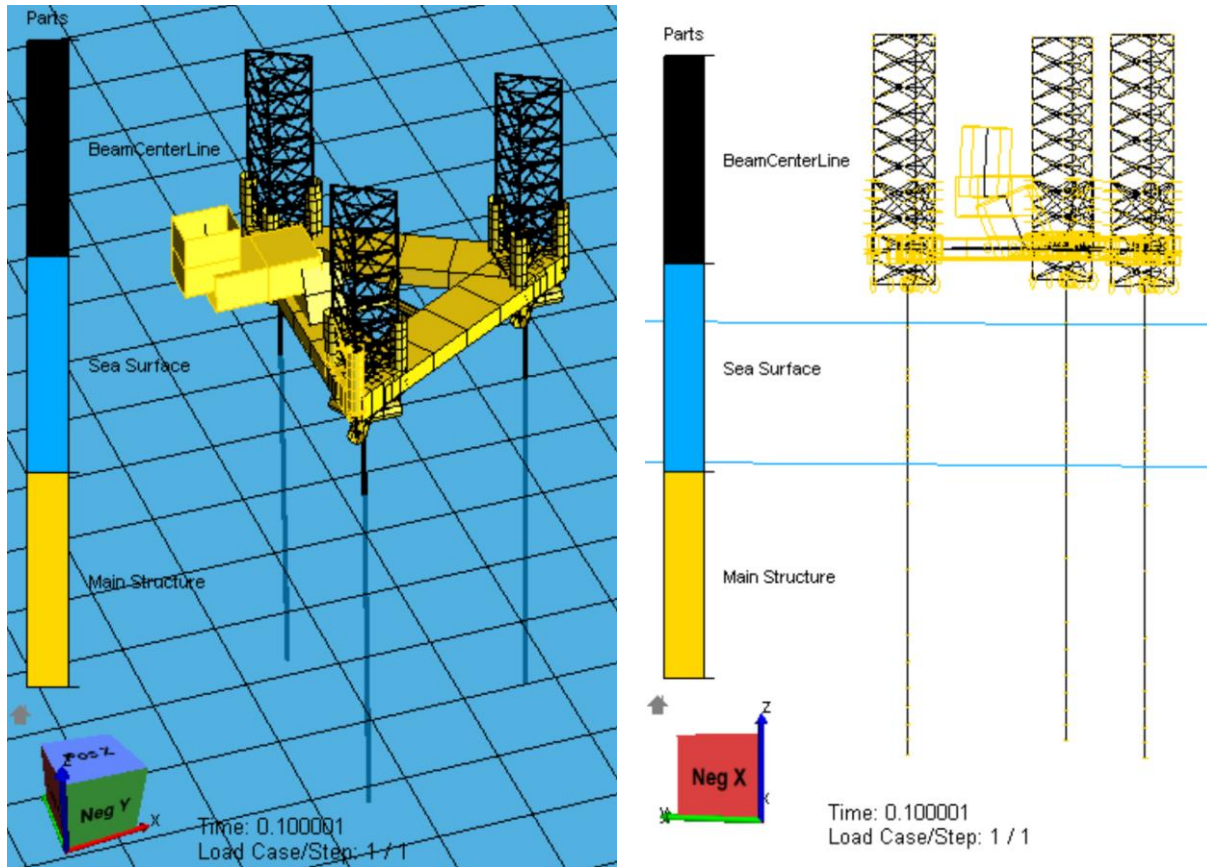 Parts
BeamCenterLine
Sea Surface
Main Structure
Pos Z
Z
Neg Y
X
Time: 0.100001
Load Case/Step: 1 / 1
Parts
BeamCenterLine
Sea Surface
Main Structure
Z
Neg X
X
Time: 0.100001
Load Case/Step: 1 / 1